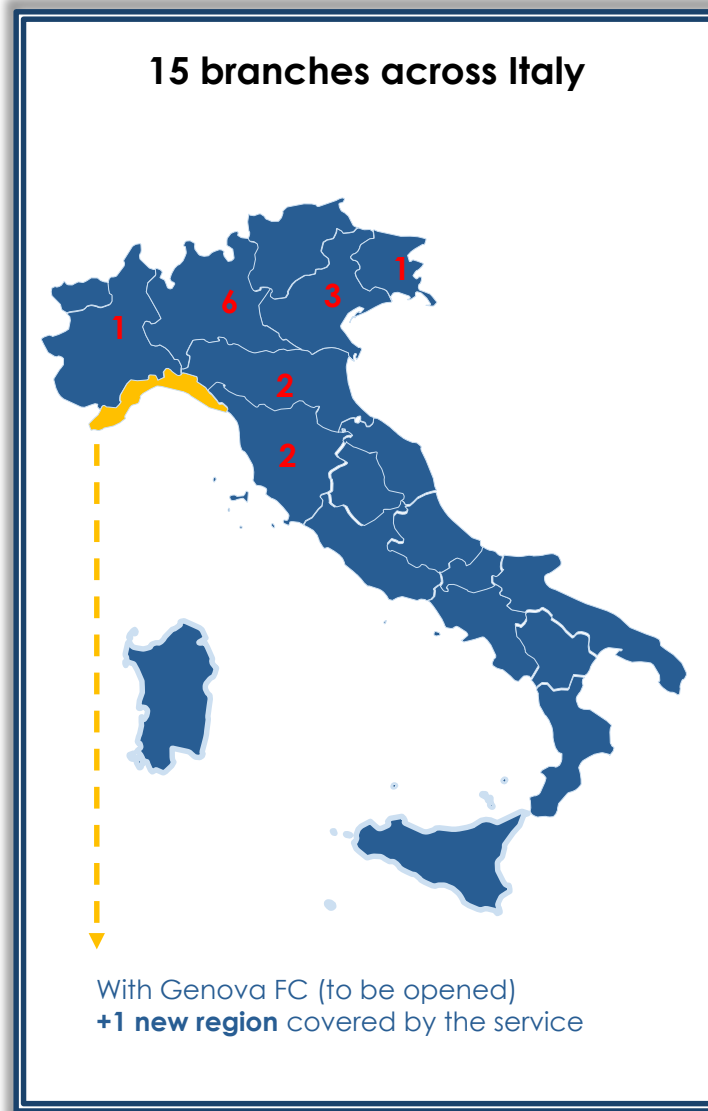 15 branches across Italy
1
3
6
1
2
2
With Genova FC (to be opened)
+1 new region covered by the service